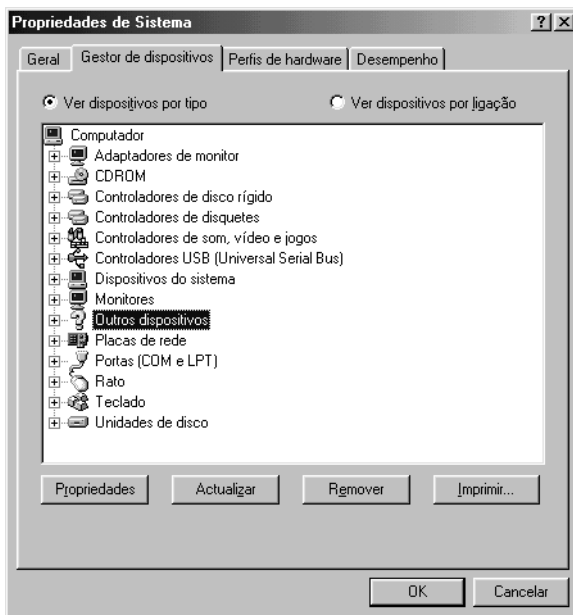 Propriedades de Sistema
Geral Gestor de dispositivos Perfis de hardware Desempenho
Ver dispositivos por tipo Ver dispositivos por ligação
Computador
Adaptadores de monitor
CDROM
Controladores de disco rígido
Controladores de disquetes
Controladores de som, vídeo e jogos
Controladores USB (Universal Serial Bus)
Dispositivos do sistema
Monitores
Outros dispositivos
Placas de rede
Portas (COM e LPT)
Rato
Teclado
Unidades de disco
Propriedades Actualizar Remover Imprimir...
OK Cancelar